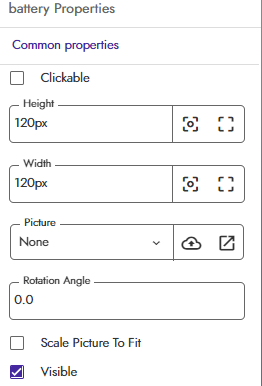 battery Properties
Common properties
Clickable
Height
120px
Width
120px
Picture
None
Rotation Angle
0.0
Scale Picture To Fit
Visible